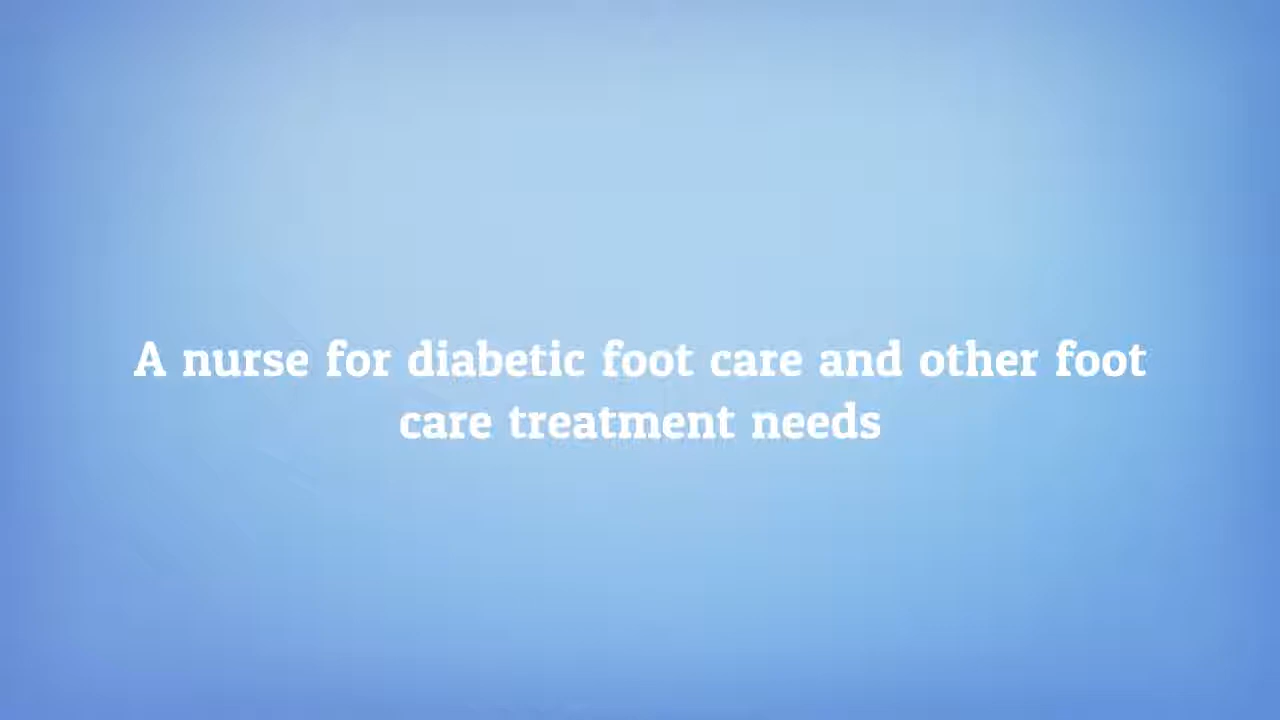 A nurse for diabetic foot care and other foot
care treatment needs